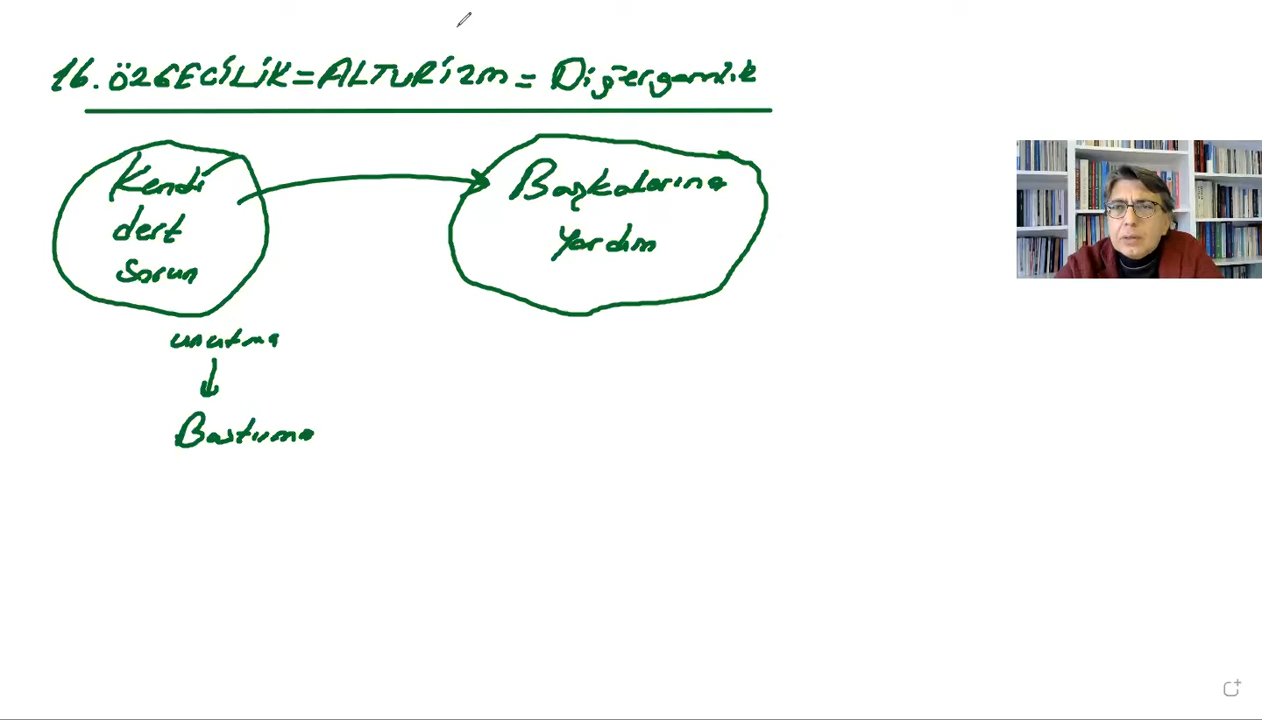 16. ÖZGECİLİK = ALTURİZM = Diğergamlık
Kendi
dert
sorun
Başkalarına
yardım
unutma
Bastırma